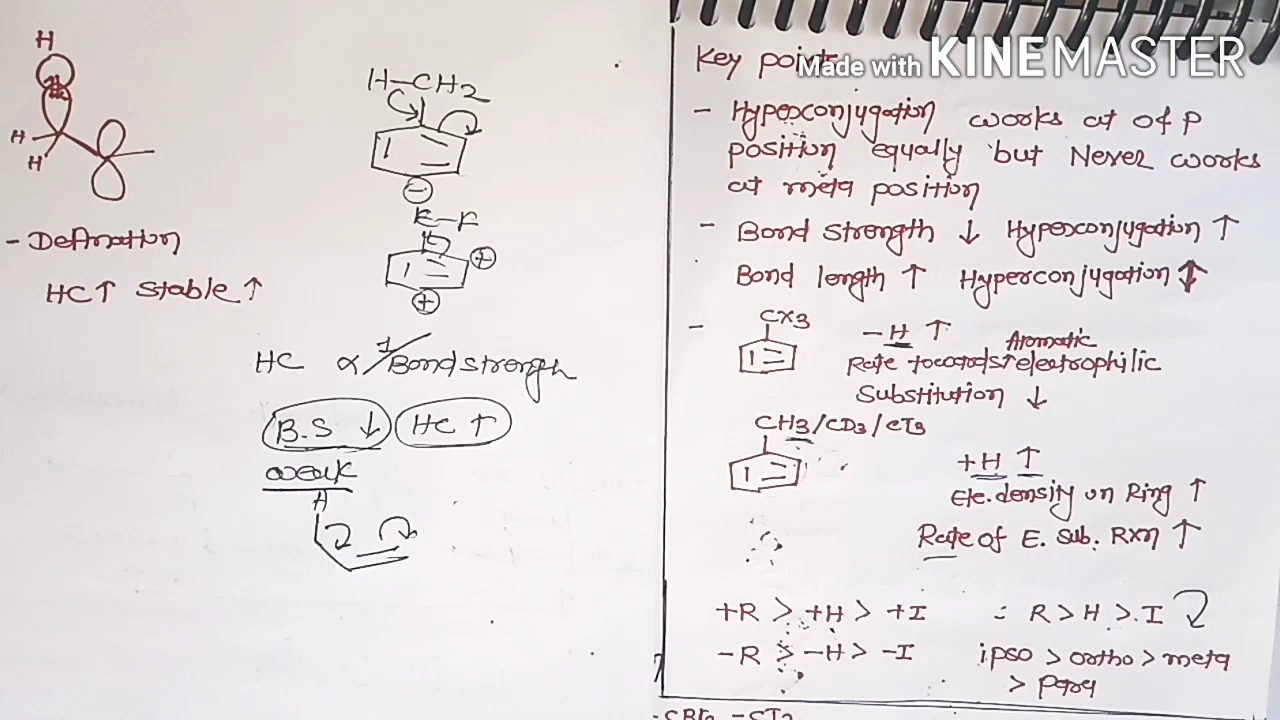 H
H
H
- Defination
HC↑ Stable↑
H-CH2
⊖
⊕
⊕
HC ∝ 1/Bond strength
B.S ↓ HC ↑
weak
H
Made with KINEMASTER
Key points
- Hyperconjugation works at o f p
position equally but Never works
at meta position
- Bond strength ↓ Hyperconjugation ↑
Bond length ↑ Hyperconjugation ↑
- CX3
-H ↑ Aromatic
Rate towards↑electrophilic
Substitution ↓
CH3/CD3/CT3
+H ↑
Ele.density on Ring ↑
Rate of E. Sub. Rxn ↑
+R > +H > +I ∴ R > H > I
-R > -H > -I ipso > ortho > meta
> para